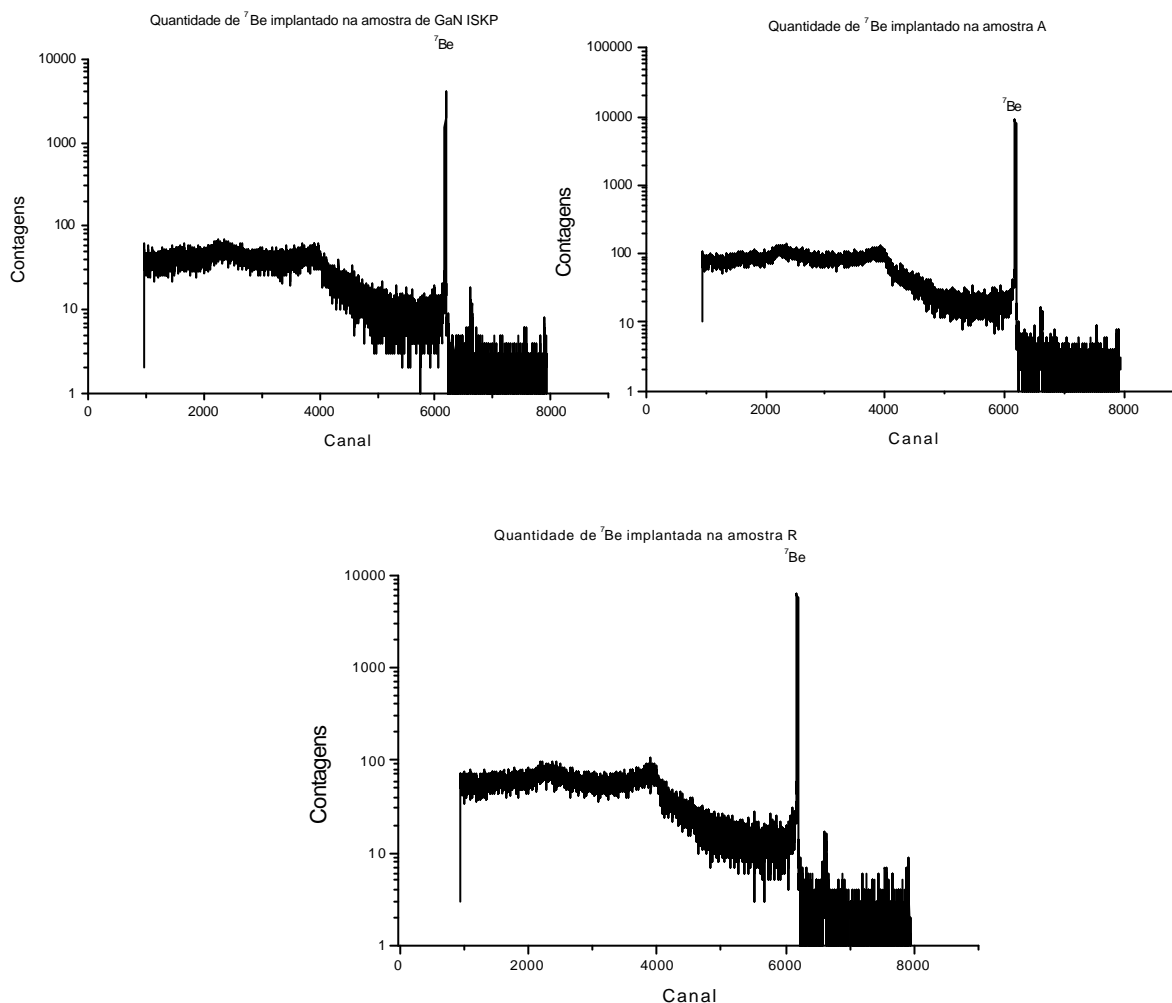 Quantidade de ⁷Be implantado na amostra de GaN ISKP
⁷Be
10000
1000
100
10
1
Contagens
0 2000 4000 6000 8000
Canal
Quantidade de ⁷Be implantado na amostra A
⁷Be
100000
10000
1000
100
10
1
Contagens
0 2000 4000 6000 8000
Canal
Quantidade de ⁷Be implantada na amostra R
⁷Be
10000
1000
100
10
1
Contagens
0 2000 4000 6000 8000
Canal